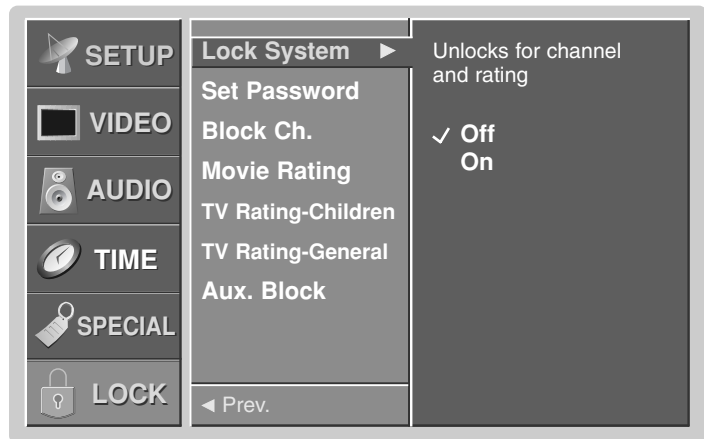 SETUP
VIDEO
AUDIO
TIME
SPECIAL
LOCK
Lock System ►
Set Password
Block Ch.
Movie Rating
TV Rating-Children
TV Rating-General
Aux. Block
◄ Prev.
Unlocks for channel
and rating
✓ Off
On